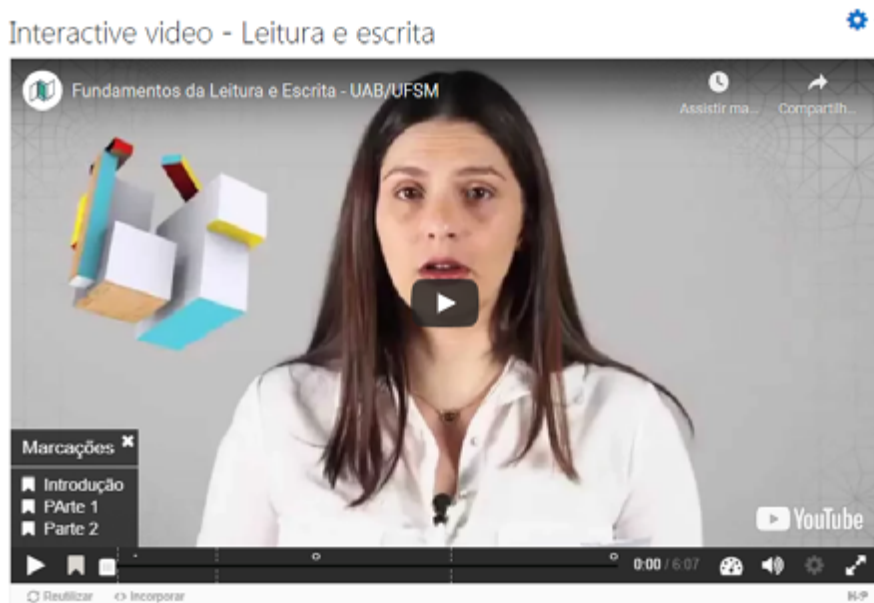 Interactive video - Leitura e escrita
Fundamentos da Leitura e Escrita - UAB/UFSM
Assistir ma...
Compartilh...
Marcações
Introdução
PArte 1
Parte 2
YouTube
0:00 / 6:07
Reutilizar
<> Incorporar
H-P